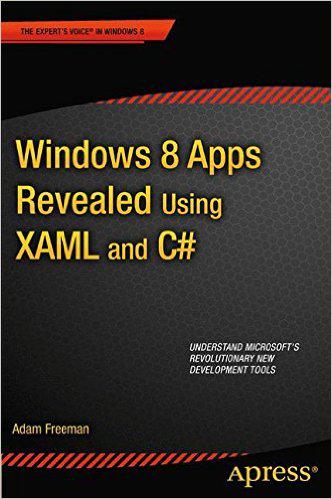 THE EXPERT'S VOICE® IN WINDOWS 8
Windows 8 Apps
Revealed Using
XAML and C#
UNDERSTAND MICROSOFT'S
REVOLUTIONARY NEW
DEVELOPMENT TOOLS
Adam Freeman
Apress®